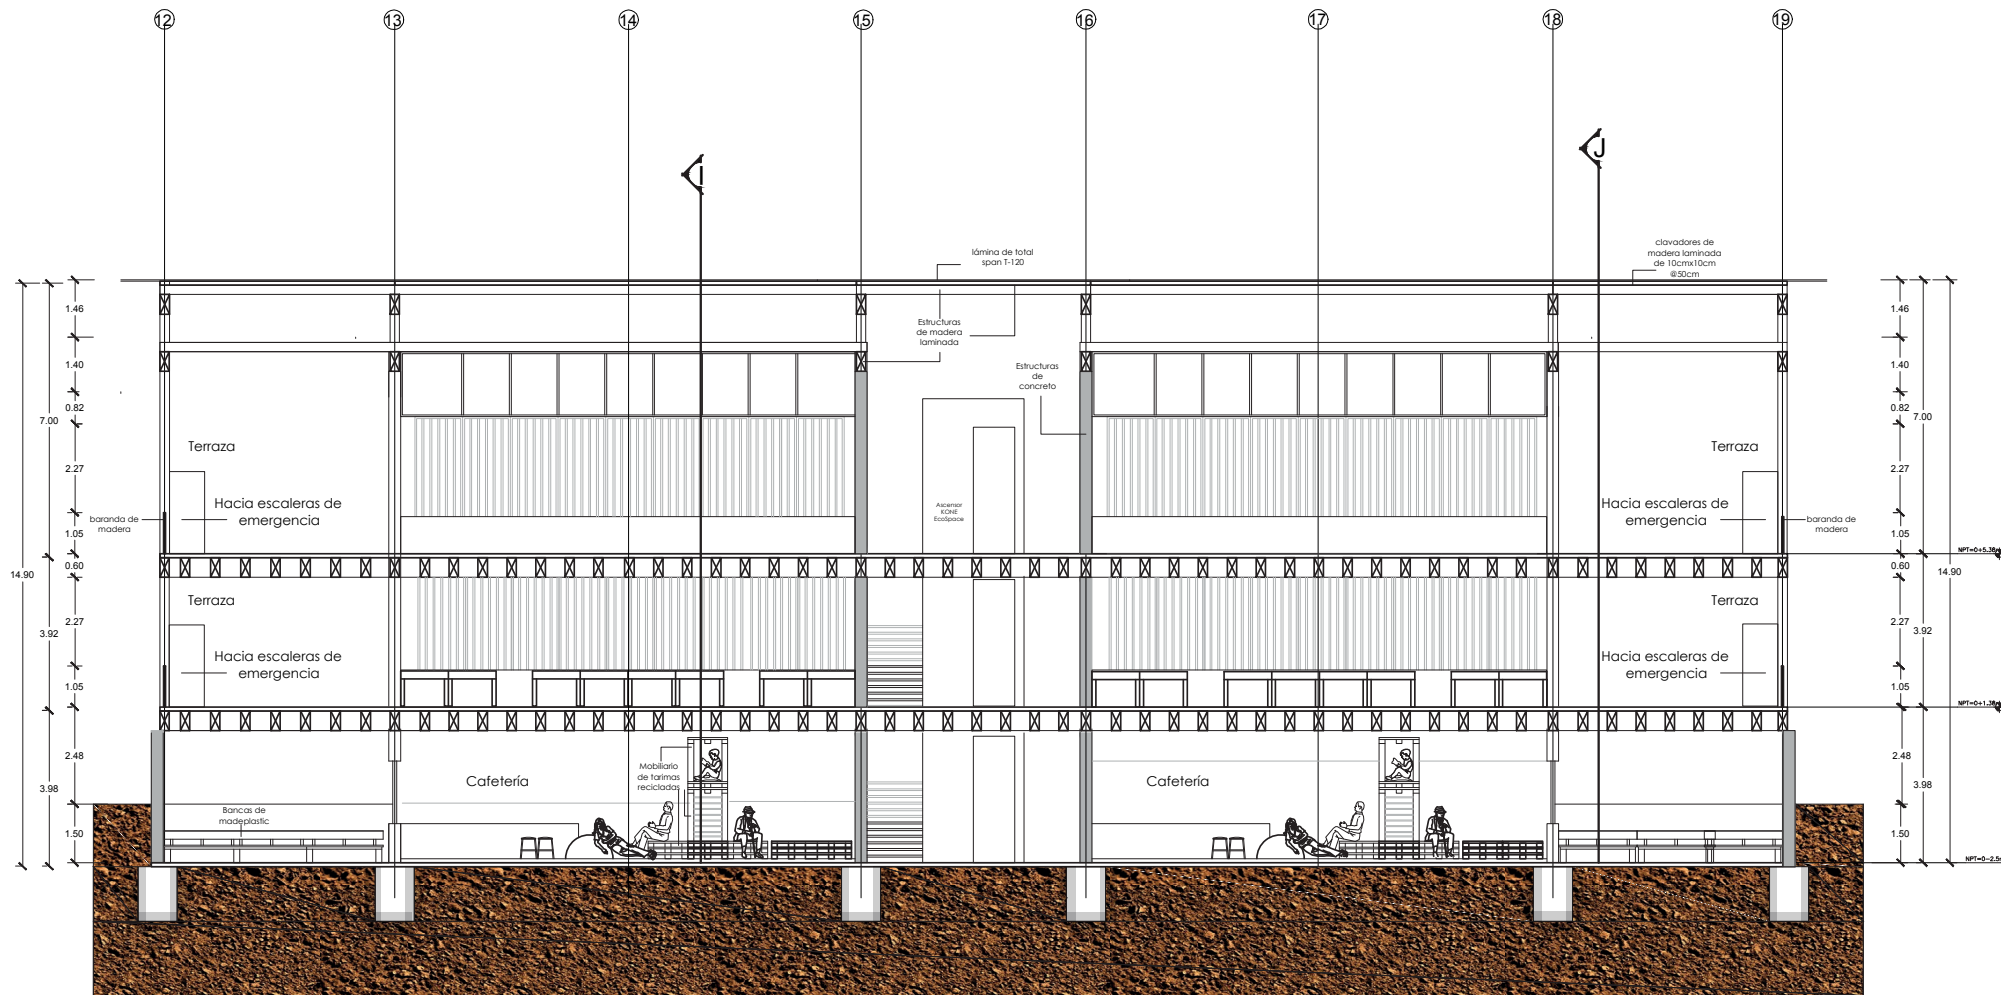 12
13
14
15
16
17
18
19
I
J
lámina de total
span T-120
clavadores de
madera laminada
de 10cmx10cm
@50cm
Estructuras
de madera
laminada
Estructuras
de
concreto
1.46
1.40
0.82
7.00
2.27
1.05
0.60
14.90
2.27
3.92
1.05
2.48
3.98
1.50
1.46
1.40
0.82
7.00
2.27
1.05
0.60
14.90
2.27
3.92
1.05
2.48
3.98
1.50
Terraza
Hacia escaleras de
emergencia
baranda de
madera
Ascensor
KONE
EcoSpace
Terraza
Hacia escaleras de
emergencia
baranda de
madera
Terraza
Hacia escaleras de
emergencia
Terraza
Hacia escaleras de
emergencia
Cafetería
Mobiliario
de tarimas
recicladas
Cafetería
Bancas de
madeplastic